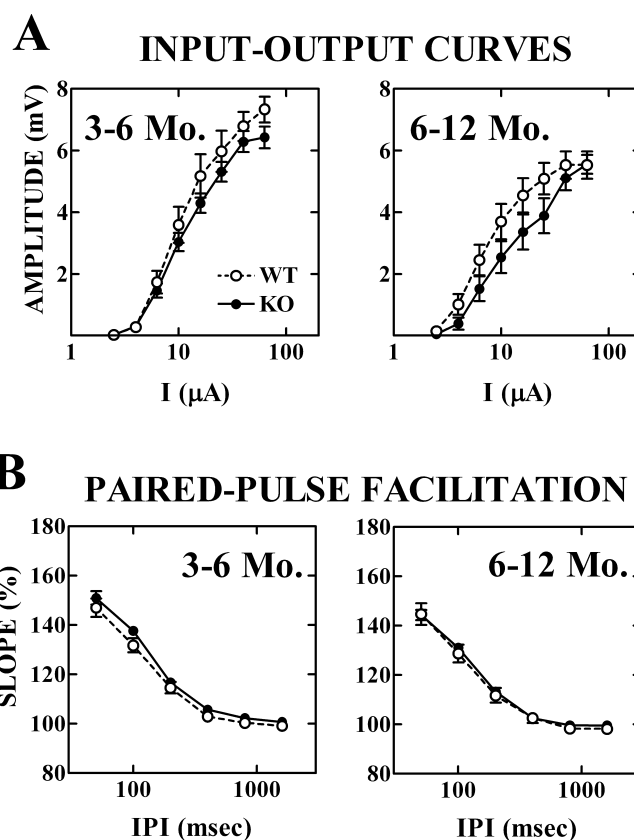 A
INPUT-OUTPUT CURVES
AMPLITUDE (mV)
8
6
4
2
3-6 Mo.
WT
KO
1
10
100
I (μA)
8
6
4
2
6-12 Mo.
1
10
100
I (μA)
B
PAIRED-PULSE FACILITATION
SLOPE (%)
180
160
140
120
100
80
3-6 Mo.
100
1000
IPI (msec)
180
160
140
120
100
80
6-12 Mo.
100
1000
IPI (msec)